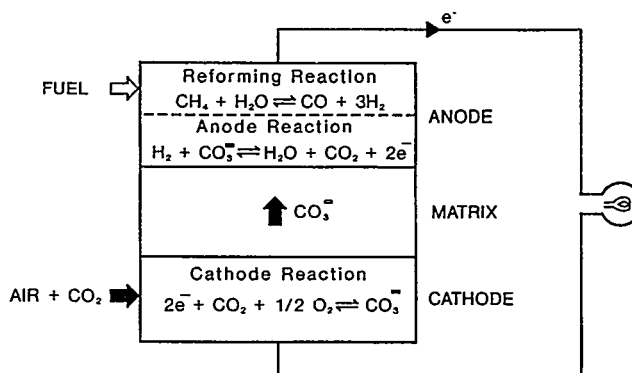 e⁻
Reforming Reaction
FUEL
CH₄ + H₂O ⇌ CO + 3H₂
ANODE
Anode Reaction
H₂ + CO₃⁼ ⇌ H₂O + CO₂ + 2e⁻
CO₃⁼
MATRIX
Cathode Reaction
AIR + CO₂
2e⁻ + CO₂ + 1/2 O₂ ⇌ CO₃⁼
CATHODE